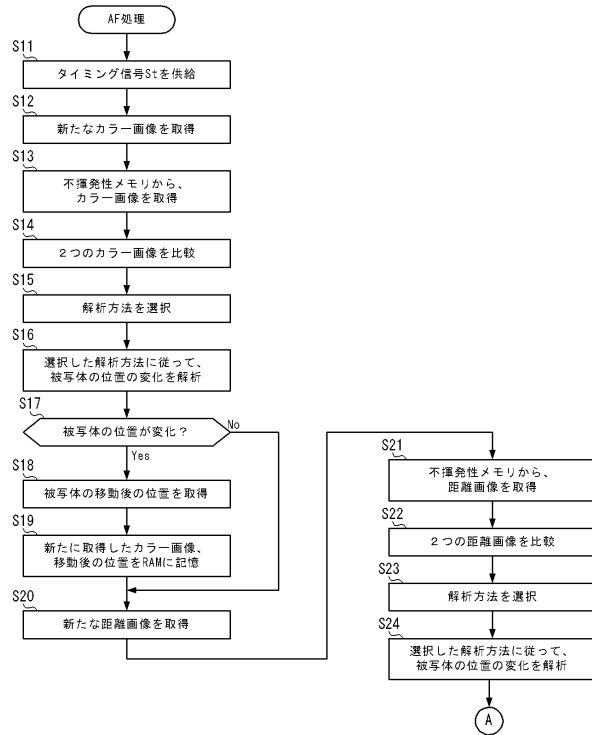 AF処理
S11
タイミング信号Stを供給
S12
新たなカラー画像を取得
S13
不揮発性メモリから、
カラー画像を取得
S14
2つのカラー画像を比較
S15
解析方法を選択
S16
選択した解析方法に従って、
被写体の位置の変化を解析
S17
被写体の位置が変化?
No
Yes
S18
被写体の移動後の位置を取得
S19
新たに取得したカラー画像、
移動後の位置をRAMに記憶
S20
新たな距離画像を取得
S21
不揮発性メモリから、
距離画像を取得
S22
2つの距離画像を比較
S23
解析方法を選択
S24
選択した解析方法に従って、
被写体の位置の変化を解析
A